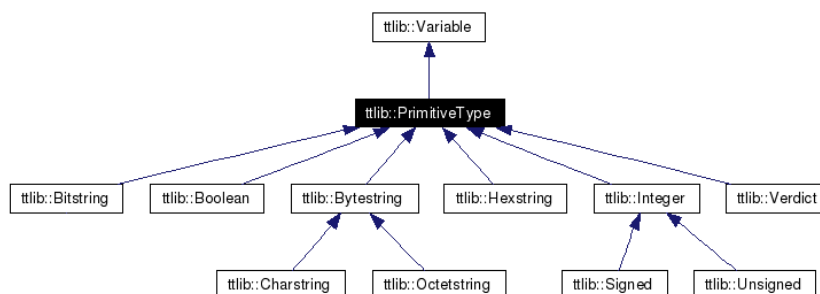 ttlib::Variable
ttlib::PrimitiveType
ttlib::Bitstring
ttlib::Boolean
ttlib::Bytestring
ttlib::Hexstring
ttlib::Integer
ttlib::Verdict
ttlib::Charstring
ttlib::Octetstring
ttlib::Signed
ttlib::Unsigned